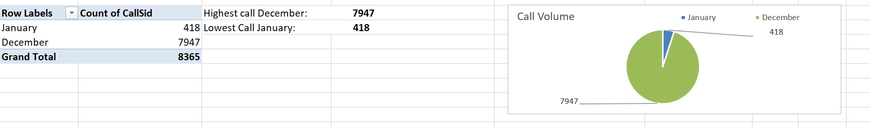 Row Labels Count of CallSid Highest call December: 7947
January 418 Lowest Call January: 418
December 7947
Grand Total 8365
Call Volume
January December
418
7947